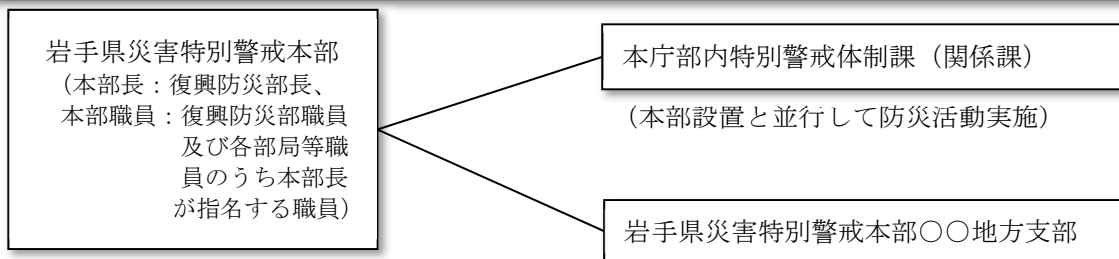 岩手県災害特別警戒本部
（本部長：復興防災部長、
本部職員：復興防災部職員
及び各部局等職
員のうち本部長
が指名する職員）
本庁部内特別警戒体制課（関係課）
（本部設置と並行して防災活動実施）
岩手県災害特別警戒本部〇〇地方支部